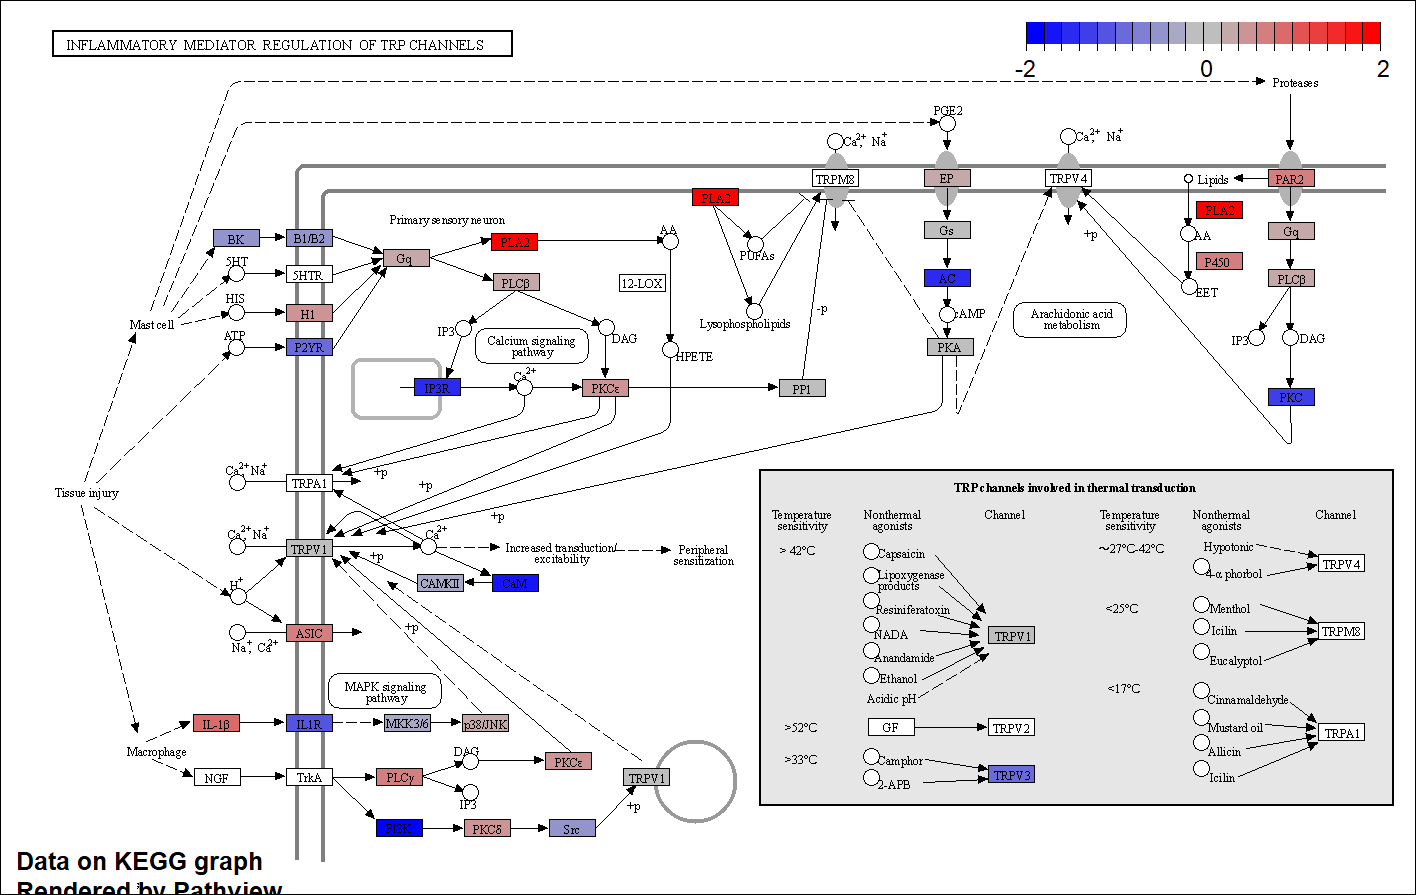 INFLAMMATORY MEDIATOR REGULATION OF TRP CHANNELS
-2 0 2
Proteases
PGE2
Ca2+, Na+
Ca2+, Na+
TRPM8
EP
TRPV4
Lipids
PAR2
PLA2
PLA2
Primary sensory neuron
BK
B1/B2
PLA2
AA
Gs
AA
Gq
+p
5HT
5HTR
Gq
PUFAs
P450
PLCβ
12-LOX
AC
PLCβ
EET
HIS
H1
IP3
DAG
Lysophospholipids
-p
cAMP
Arachidonic acid
metabolism
Mast cell
ATP
P2YR
Calcium signaling
pathway
HPETE
PKA
IP3
DAG
IP3R
Ca2+
PKCε
PP1
PKC
Ca2+ Na+
TRPA1
+p
+p
Tissue injury
+p
Ca2+ Na+
TRPV1
Ca2+
Increased transduction/
excitability
Peripheral
sensitization
+p
CAMKII
CaM
H+
ASIC
+p
Na+, Ca2+
MAPK signaling
pathway
IL-1β
IL1R
MKK3/6
p38/JNK
Macrophage
DAG
PKCε
NGF
TrkA
PLCγ
TRPV1
IP3
+p
PI3K
PKCδ
Src
TRP channels involved in thermal transduction
Temperature
sensitivity
Nonthermal
agonists
Channel
Temperature
sensitivity
Nonthermal
agonists
Channel
> 42°C
Capsaicin
Lipoxygenase
products
Resiniferatoxin
NADA
Anandamide
Ethanol
Acidic pH
TRPV1
>52°C
GF
TRPV2
>33°C
Camphor
2-APB
TRPV3
~27°C-42°C
Hypotonic
4-α phorbol
TRPV4
<25°C
Menthol
Icilin
Eucalyptol
TRPM8
<17°C
Cinnamaldehyde
Mustard oil
Allicin
Icilin
TRPA1
Data on KEGG graph
Rendered by Pathview